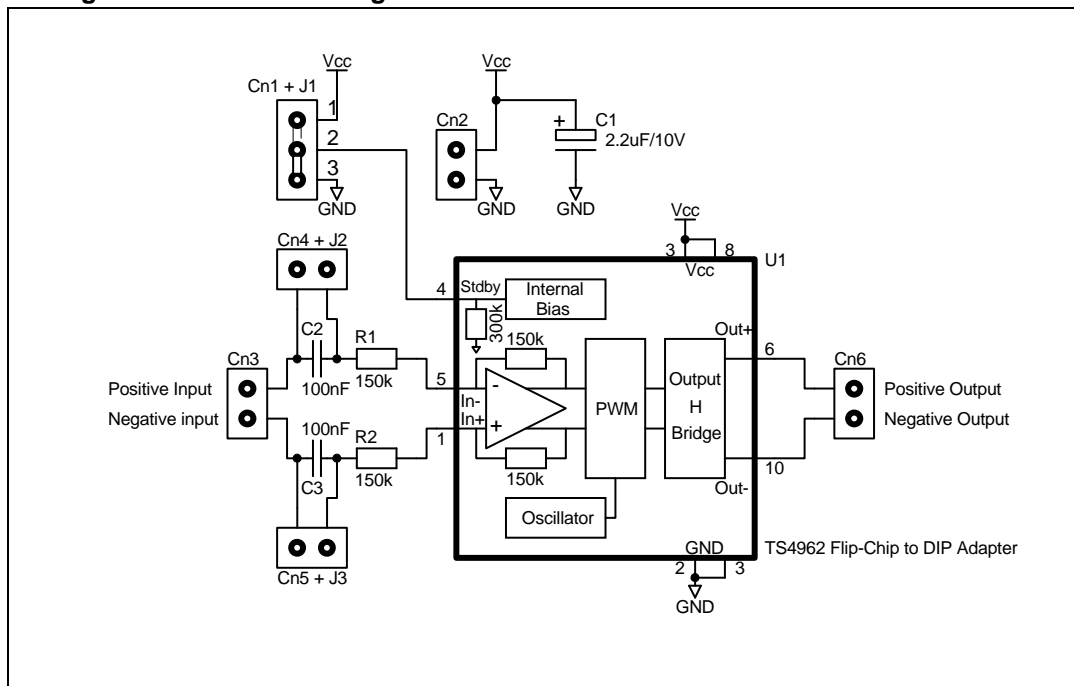 Vcc
Vcc
Cn1 + J1
1
Cn2
+
C1
2
2.2uF/10V
3
GND
GND
GND
Vcc
Cn4 + J2
3
8
U1
Vcc
4
Stdby
Internal
Bias
300k
150k
Out+
C2
R1
6
Cn3
Cn6
100nF
150k
5
-
Output
Positive Input
In-
Positive Output
PWM
H
Negative input
In+
Negative Output
100nF
R2
1
+
Bridge
150k
150k
10
C3
Out-
Oscillator
GND
TS4962 Flip-Chip to DIP Adapter
Cn5 + J3
2
3
GND